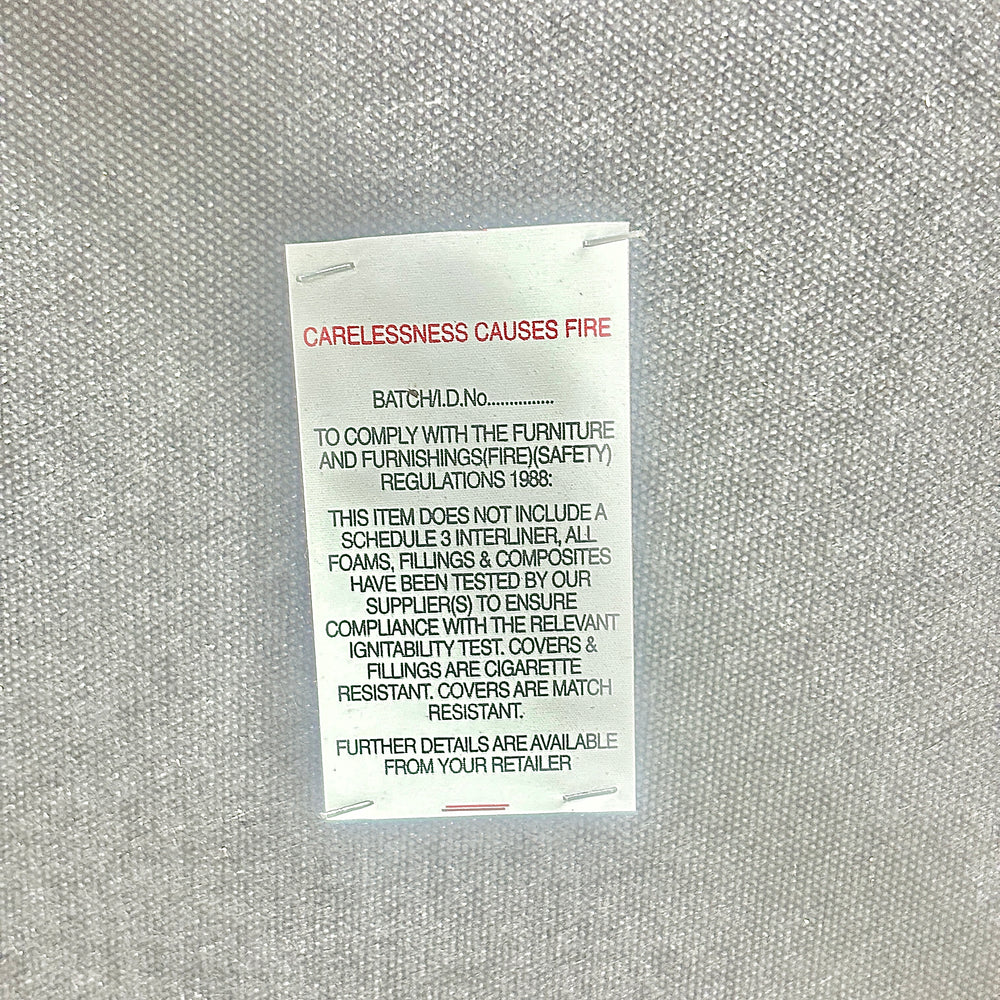 CARELESSNESS CAUSES FIRE
BATCH/I.D.No...............
TO COMPLY WITH THE FURNITURE
AND FURNISHINGS(FIRE)(SAFETY)
REGULATIONS 1988:
THIS ITEM DOES NOT INCLUDE A
SCHEDULE 3 INTERLINER, ALL
FOAMS, FILLINGS & COMPOSITES
HAVE BEEN TESTED BY OUR
SUPPLIER(S) TO ENSURE
COMPLIANCE WITH THE RELEVANT
IGNITABILITY TEST. COVERS &
FILLINGS ARE CIGARETTE
RESISTANT. COVERS ARE MATCH
RESISTANT.
FURTHER DETAILS ARE AVAILABLE
FROM YOUR RETAILER